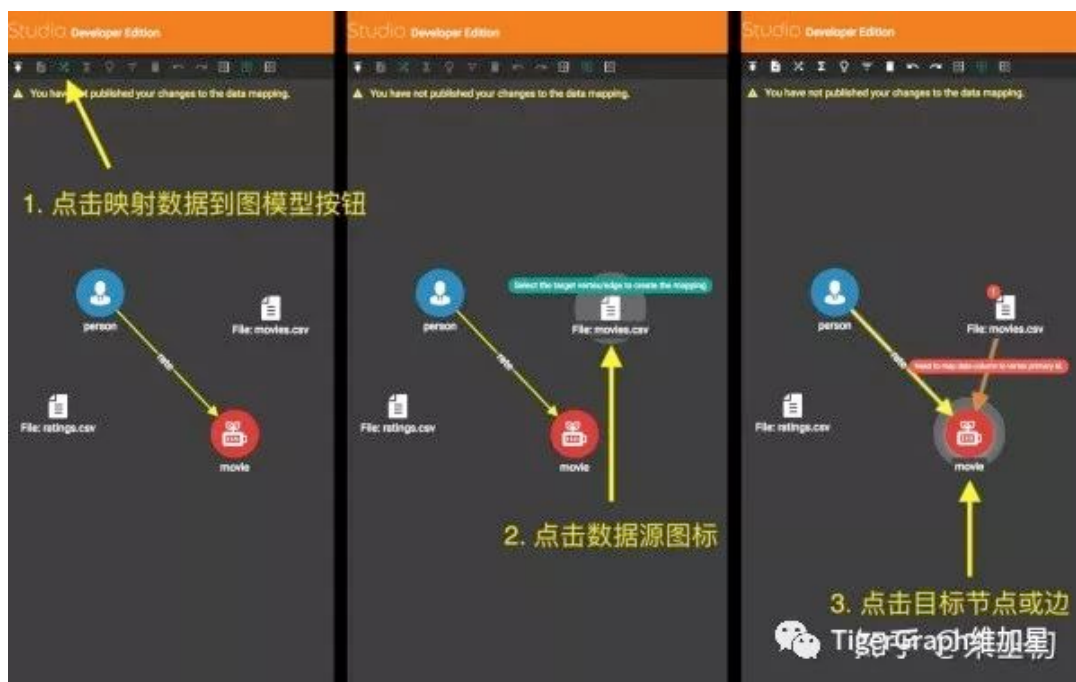 Studio Developer Edition
You have not published your changes to the data mapping.
1. 点击映射数据到图模型按钮
person
File: movies.csv
rate
File: ratings.csv
movie
Studio Developer Edition
You have not published your changes to the data mapping.
Select the target vertex/edge to create the mapping
person
File: movies.csv
rate
File: ratings.csv
movie
2. 点击数据源图标
Studio Developer Edition
You have not published your changes to the data mapping.
person
File: movies.csv
rate
Need to map data column to vertex primary id.
File: ratings.csv
movie
3. 点击目标节点或边
TigerGraph维加星